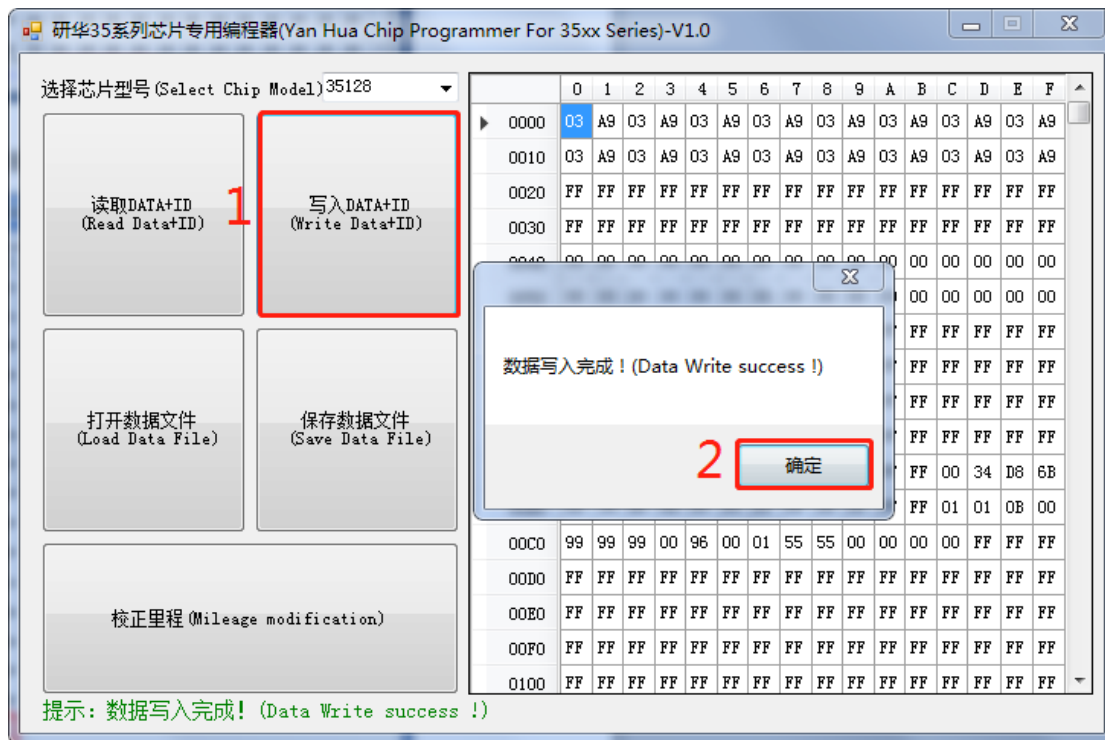 研华35系列芯片专用编程器(Yan Hua Chip Programmer For 35xx Series)-V1.0
选择芯片型号(Select Chip Model) 35128
读取DATA+ID
(Read Data+ID)
1
写入DATA+ID
(Write Data+ID)
打开数据文件
(Load Data File)
保存数据文件
(Save Data File)
校正里程(Mileage modification)
0 1 2 3 4 5 6 7 8 9 A B C D E F
0000 03 A9 03 A9 03 A9 03 A9 03 A9 03 A9 03 A9 03 A9
0010 03 A9 03 A9 03 A9 03 A9 03 A9 03 A9 03 A9 03 A9
0020 FF FF FF FF FF FF FF FF FF FF FF FF FF FF FF FF
0030 FF FF FF FF FF FF FF FF FF FF FF FF FF FF FF FF
00 00 00 00 00
00 00 00 00 00
FF FF FF FF FF
FF FF FF FF FF
FF FF FF FF FF
FF FF FF FF FF
FF 00 34 D8 6B
FF 01 01 0B 00
数据写入完成！(Data Write success !)
2
确定
00C0 99 99 99 00 96 00 01 55 55 00 00 00 00 FF FF FF
00D0 FF FF FF FF FF FF FF FF FF FF FF FF FF FF FF FF
00E0 FF FF FF FF FF FF FF FF FF FF FF FF FF FF FF FF
00F0 FF FF FF FF FF FF FF FF FF FF FF FF FF FF FF FF
0100 FF FF FF FF FF FF FF FF FF FF FF FF FF FF FF FF
提示：数据写入完成！(Data Write success !)